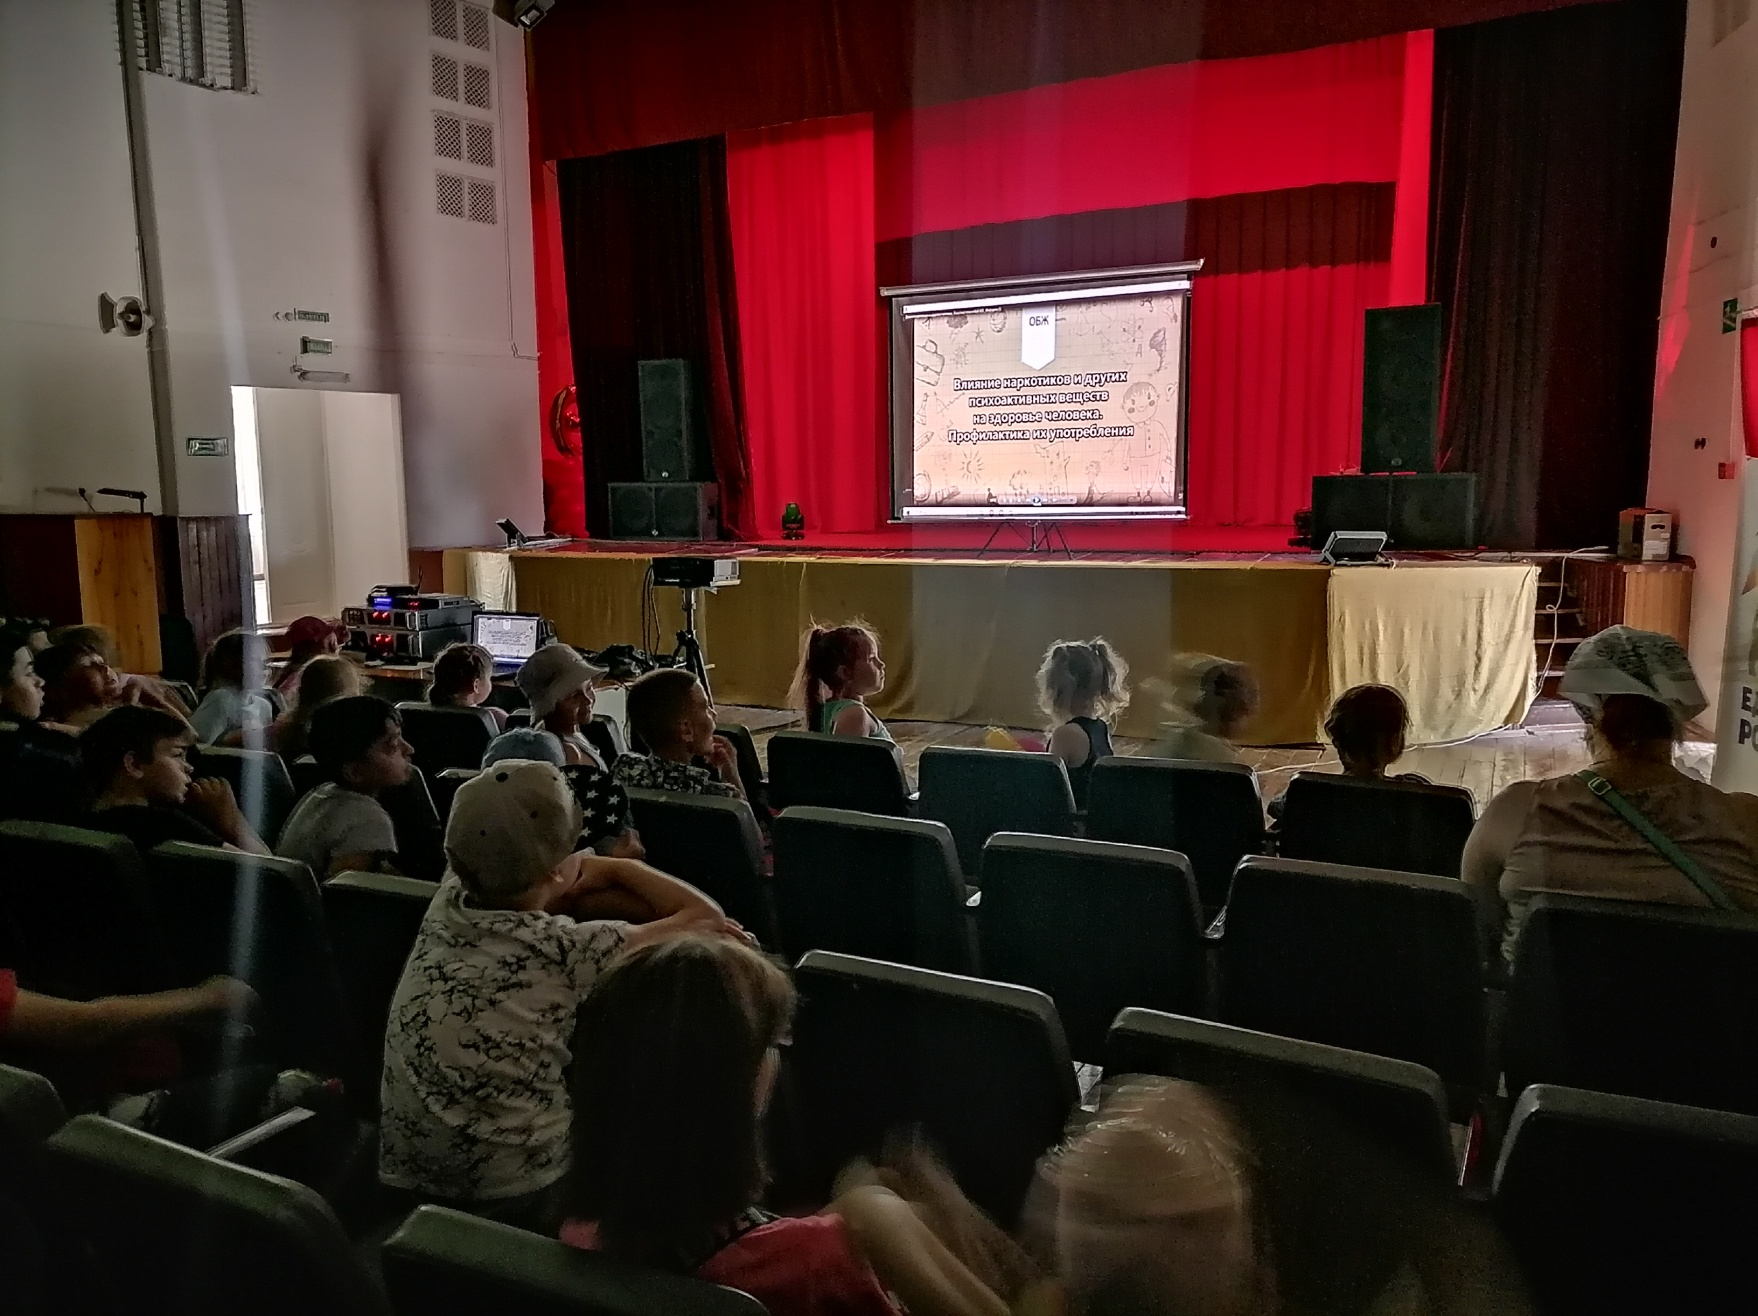 ОБЖ
Влияние наркотиков и других
психоактивных веществ
на здоровье человека.
Профилактика их употребления